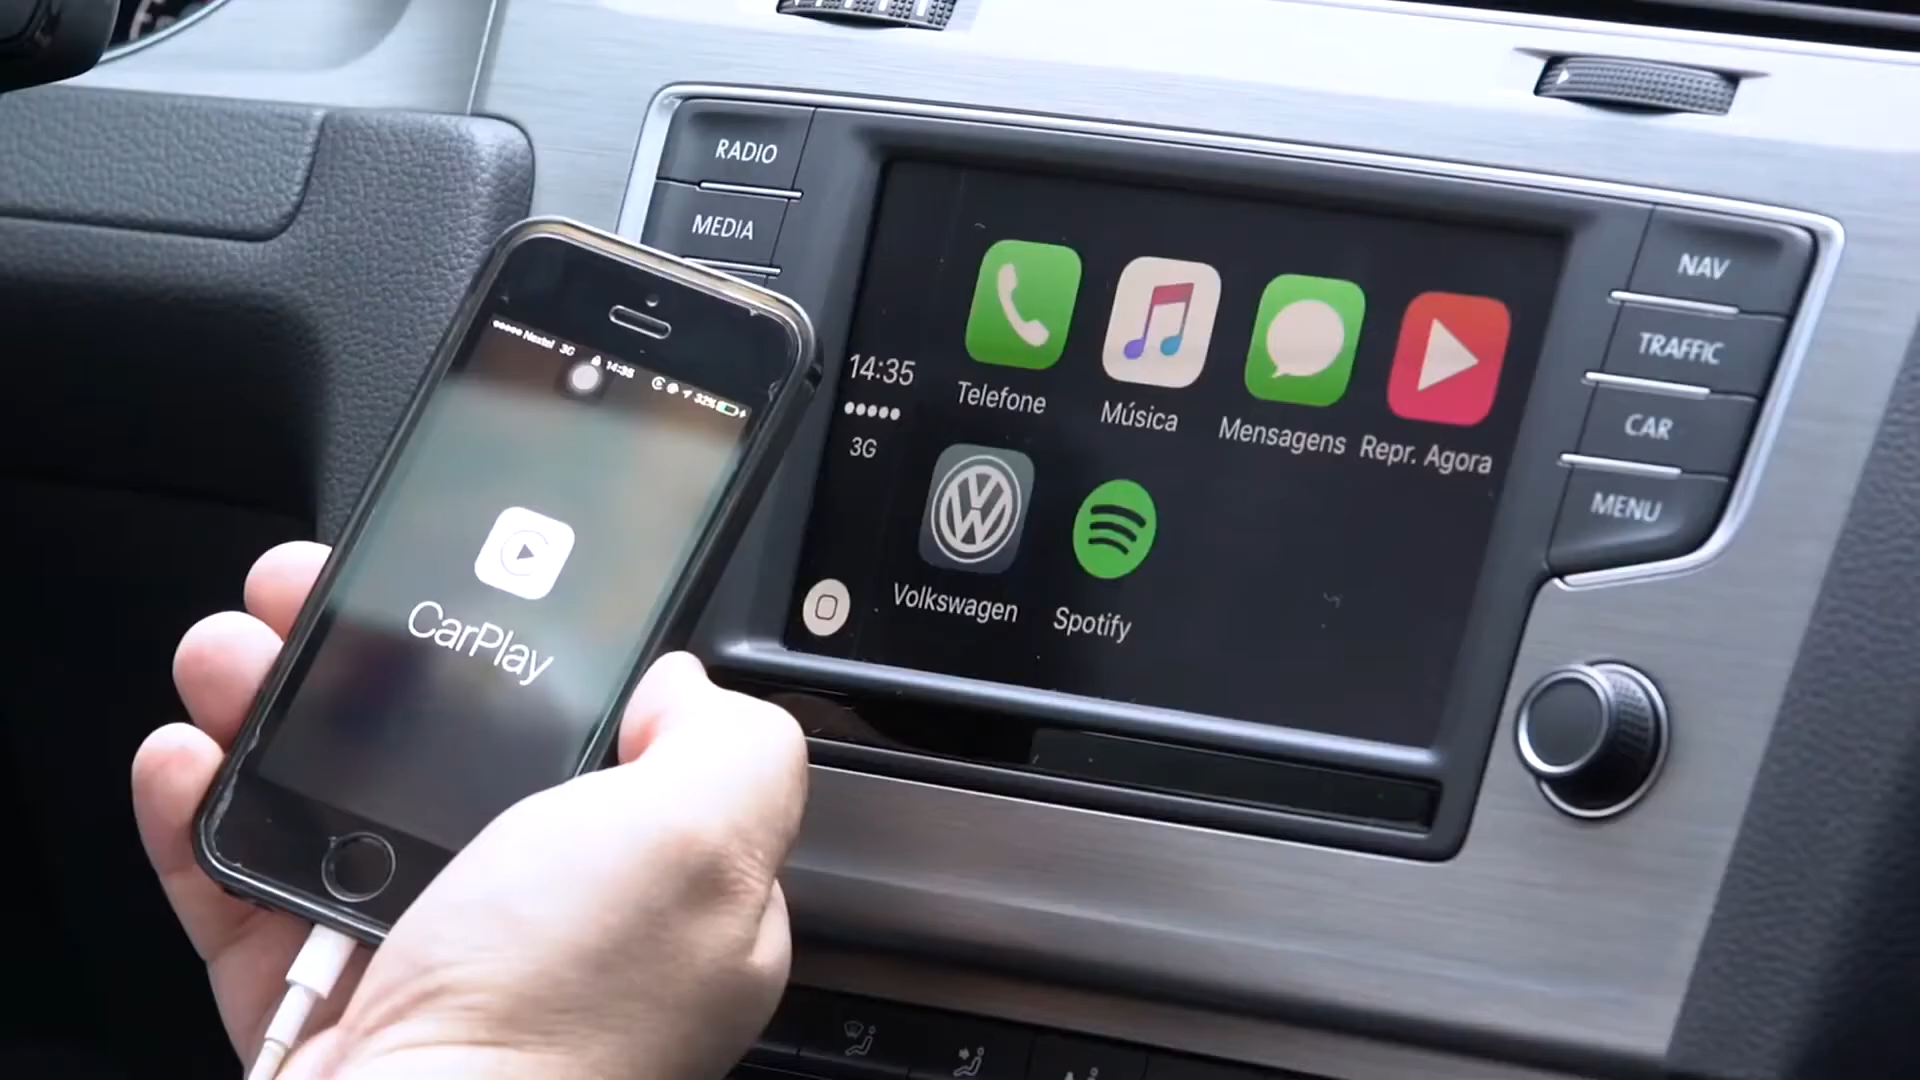 RADIO
MEDIA
NAV
TRAFFIC
CAR
MENU
Nextel 3G 14:35 32%
CarPlay
14:35
3G
Telefone
Música
Mensagens
Repr. Agora
Volkswagen
Spotify